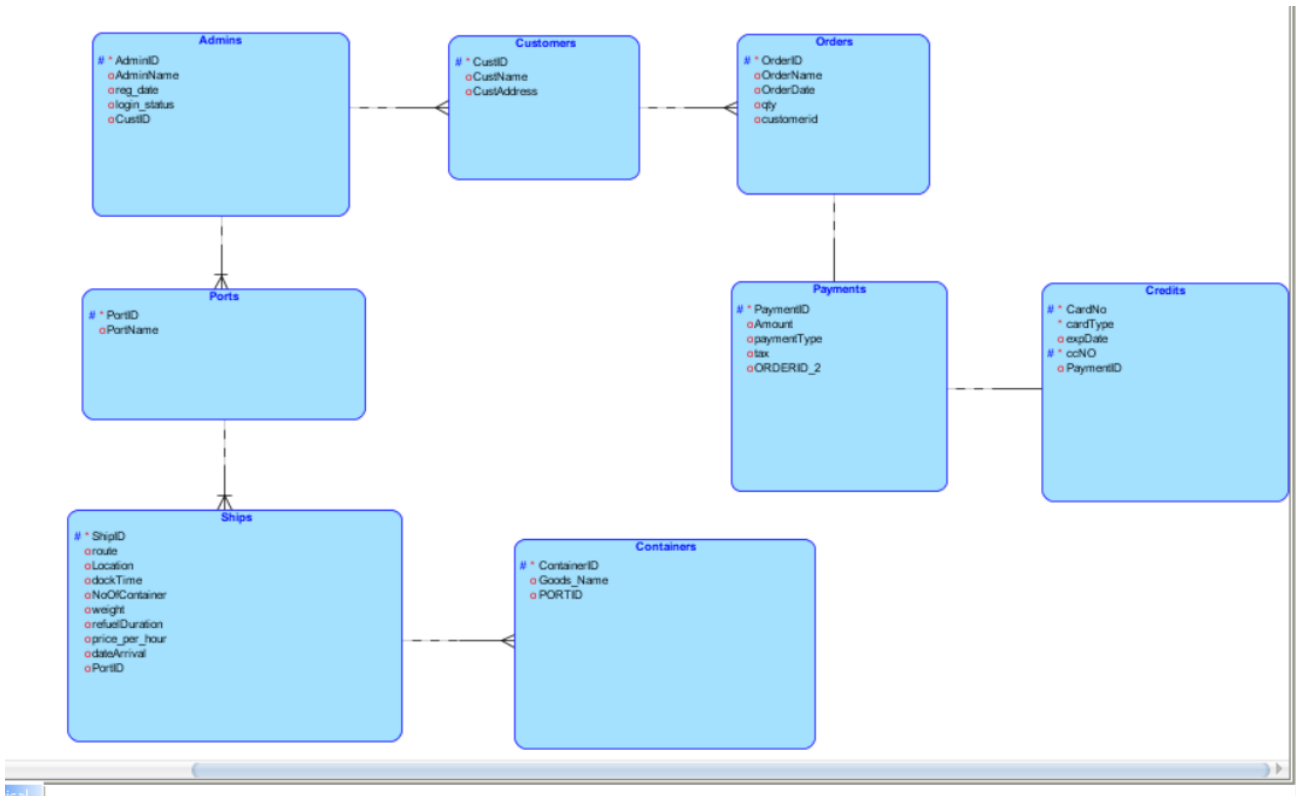 Admins
# * AdminID
o AdminName
o reg_date
o login_status
o CustID
Customers
# * CustID
o CustName
o CustAddress
Orders
# * OrderID
o OrderName
o OrderDate
o qty
o customerid
Ports
# * PortID
o PortName
Payments
# * PaymentID
o Amount
o paymentType
o tax
o ORDERID_2
Credits
# * CardNo
* cardType
o expDate
# * ccNO
o PaymentID
Ships
# * ShipID
o route
o Location
o dockTime
o NoOfContainer
o weight
o refuelDuration
o price_per_hour
o dateArrival
o PortID
Containers
# * ContainerID
o Goods_Name
o PORTID